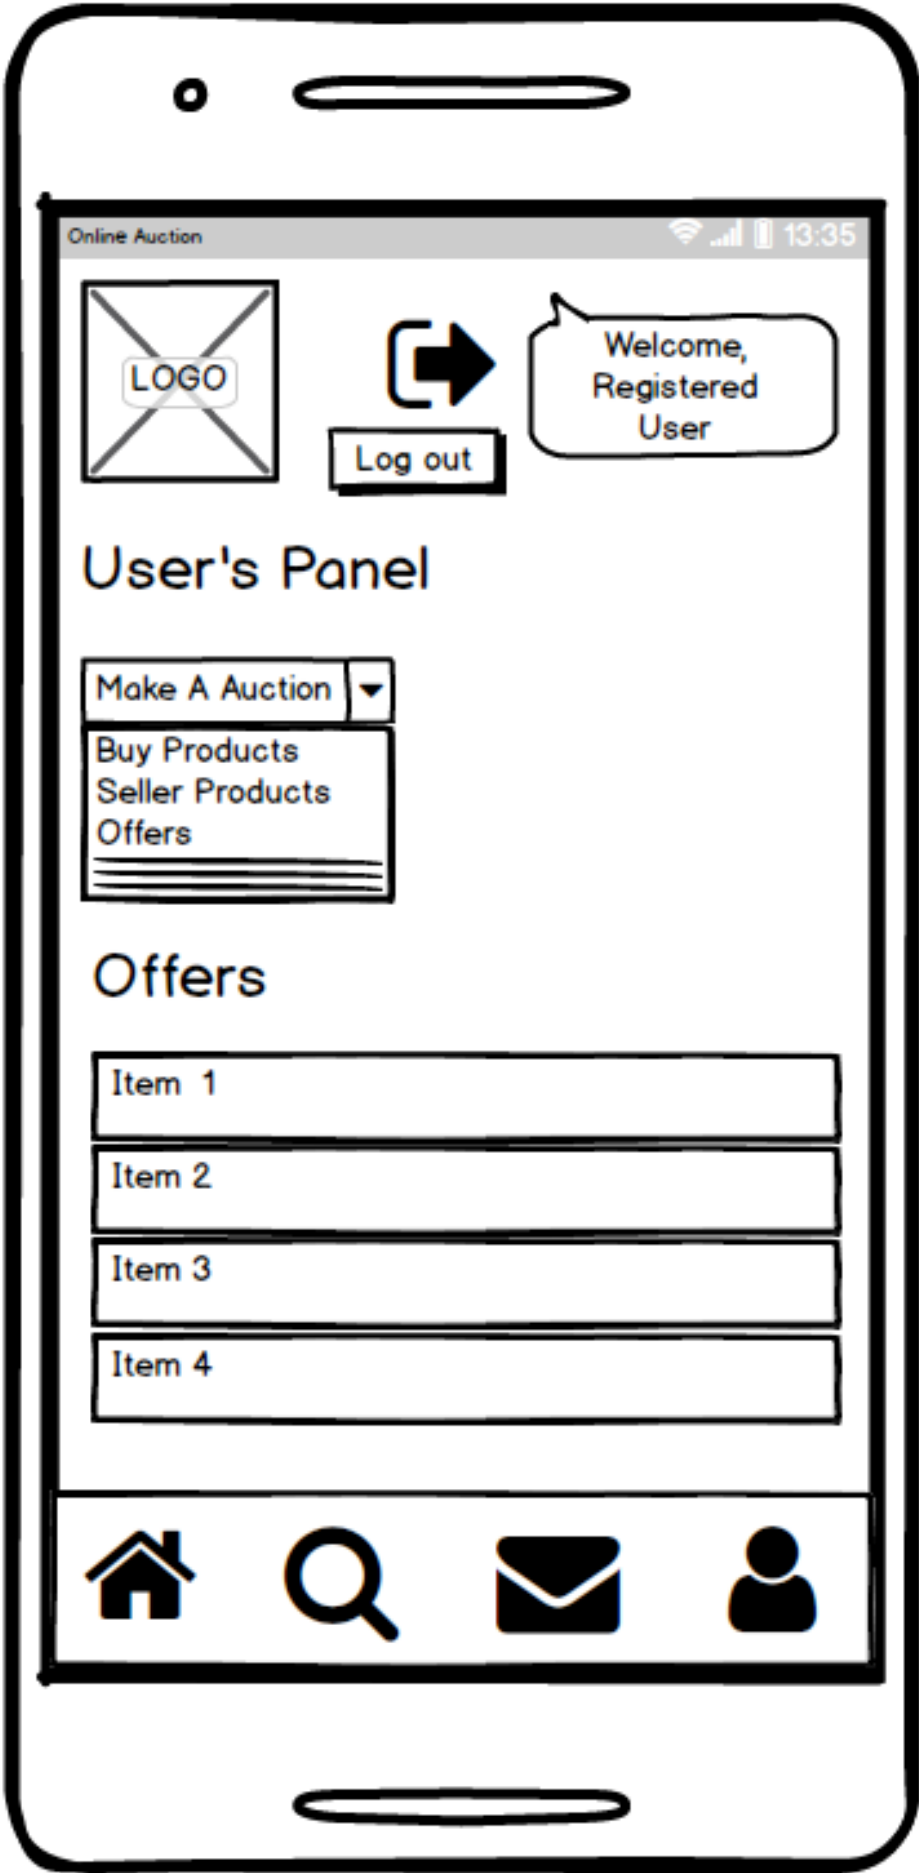 Online Auction
13:35
LOGO
Welcome,
Registered
User
Log out
User's Panel
Make A Auction
Buy Products
Seller Products
Offers
Offers
Item 1
Item 2
Item 3
Item 4